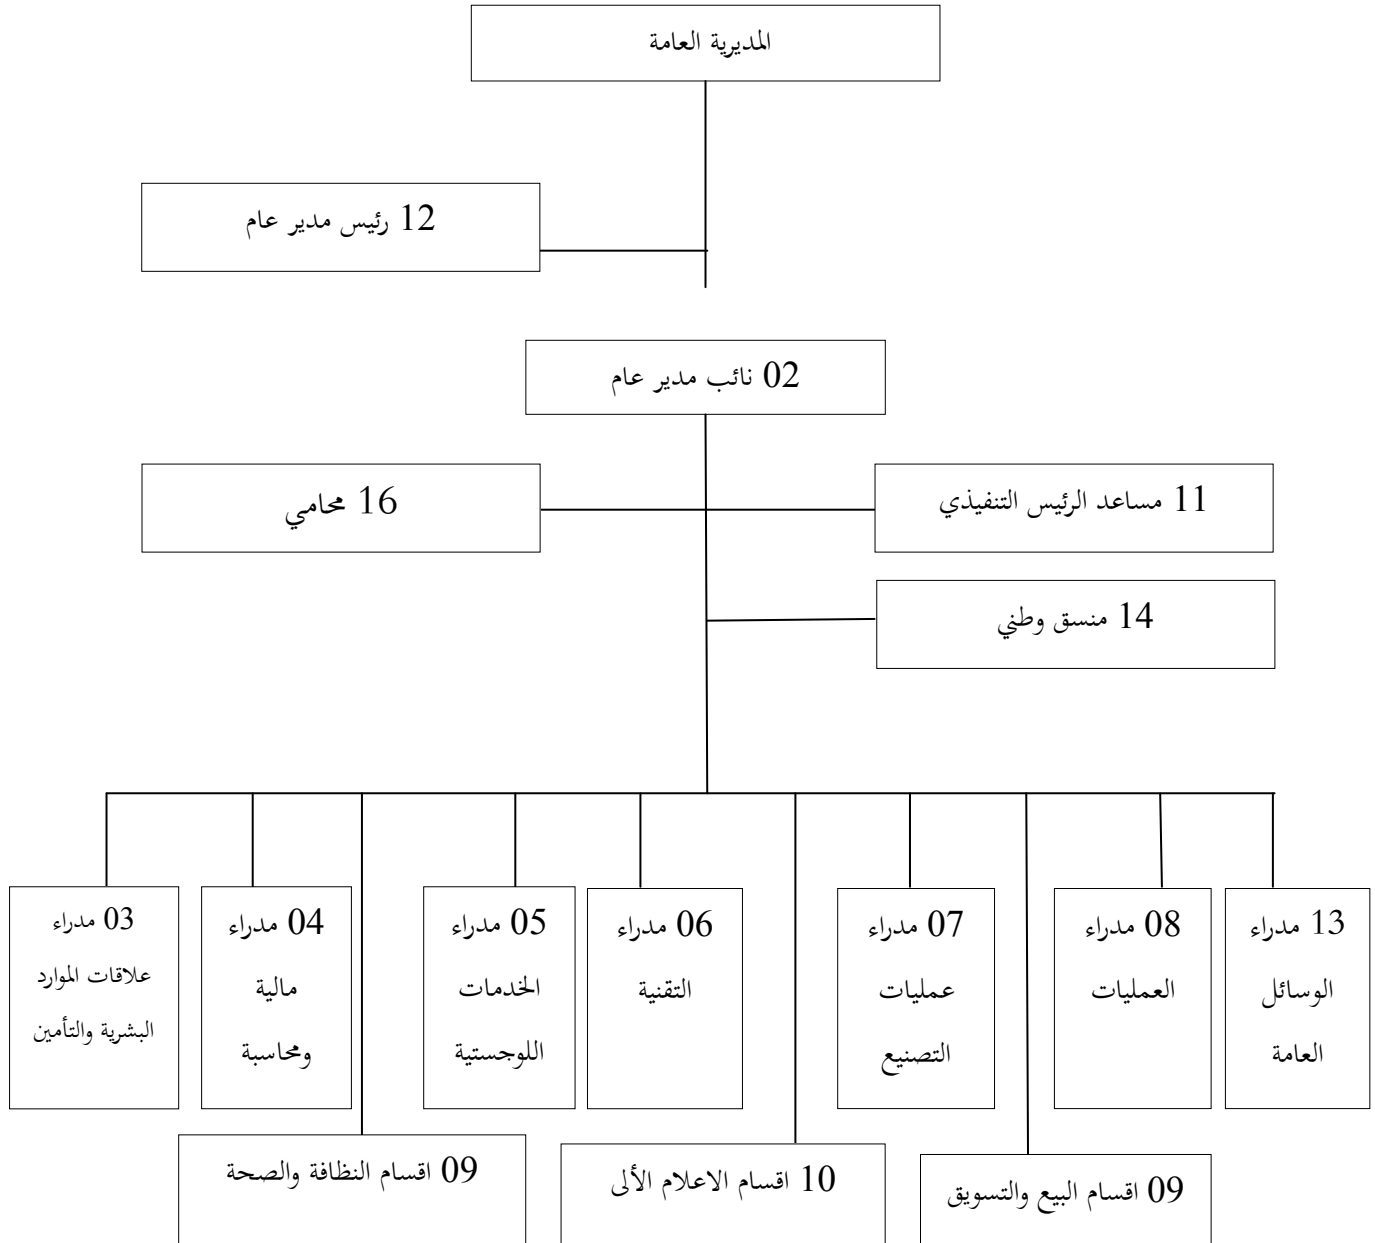 المديرية العامة
12 رئيس مدير عام
02 نائب مدير عام
11 مساعد الرئيس التنفيذي
16 محامي
14 منسق وطني
13 مدراء
الوسائل
العامة
08 مدراء
العمليات
07 مدراء
عمليات
التصنيع
06 مدراء
التقنية
05 مدراء
الخدمات
اللوجستية
04 مدراء
مالية
ومحاسبة
03 مدراء
علاقات الموارد
البشرية والتأمين
09 اقسام البيع والتسويق
10 اقسام الاعلام الألى
09 اقسام النظافة والصحة